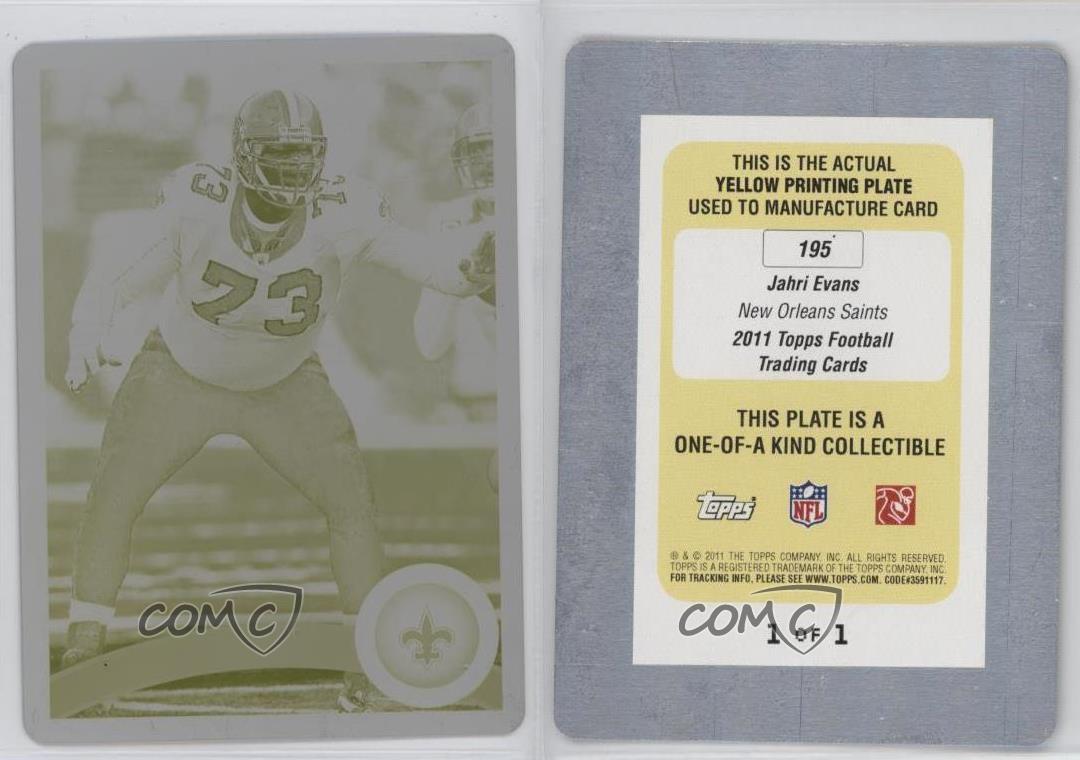 73
73
COMC
THIS IS THE ACTUAL
YELLOW PRINTING PLATE
USED TO MANUFACTURE CARD
195
Jahri Evans
New Orleans Saints
2011 Topps Football
Trading Cards
THIS PLATE IS A
ONE-OF-A KIND COLLECTIBLE
Topps NFL
® & © 2011 THE TOPPS COMPANY, INC. ALL RIGHTS RESERVED.
TOPPS IS A REGISTERED TRADEMARK OF THE TOPPS COMPANY, INC.
FOR TRACKING INFO, PLEASE SEE WWW.TOPPS.COM. CODE#3591117.
COMC
1 OF 1